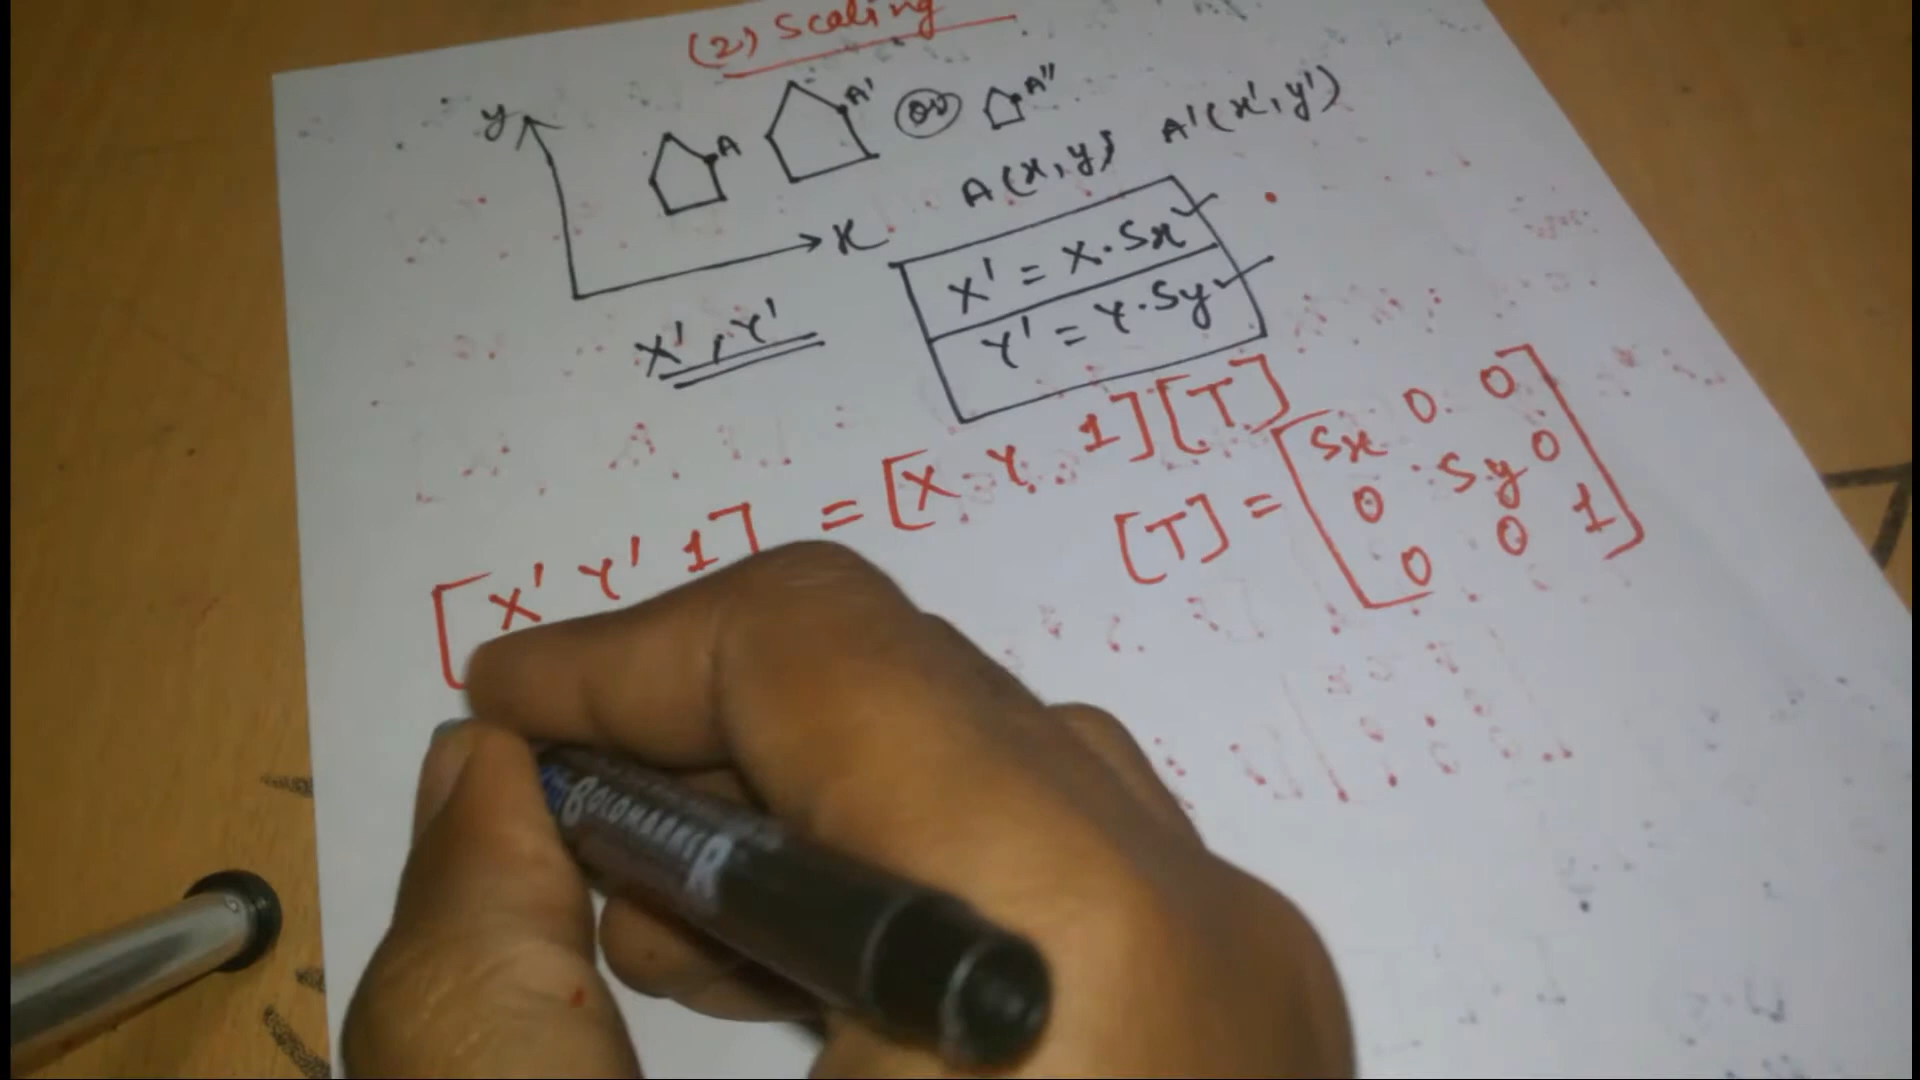 (2) Scaling
y A A' or A"
A(x, y) A'(x', y')
x
X' = X · Sx
X', Y'
Y' = Y · Sy
[X' Y' 1] = [X Y 1] [T]
[T] = [Sx 0 0
0 Sy 0
0 0 1]